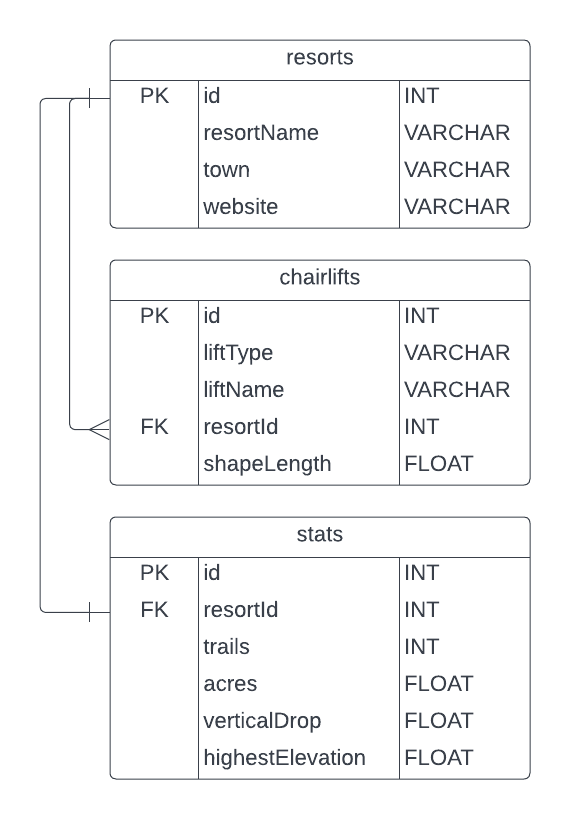 resorts
PK id INT
resortName VARCHAR
town VARCHAR
website VARCHAR
chairlifts
PK id INT
liftType VARCHAR
liftName VARCHAR
FK resortId INT
shapeLength FLOAT
stats
PK id INT
FK resortId INT
trails INT
acres FLOAT
verticalDrop FLOAT
highestElevation FLOAT